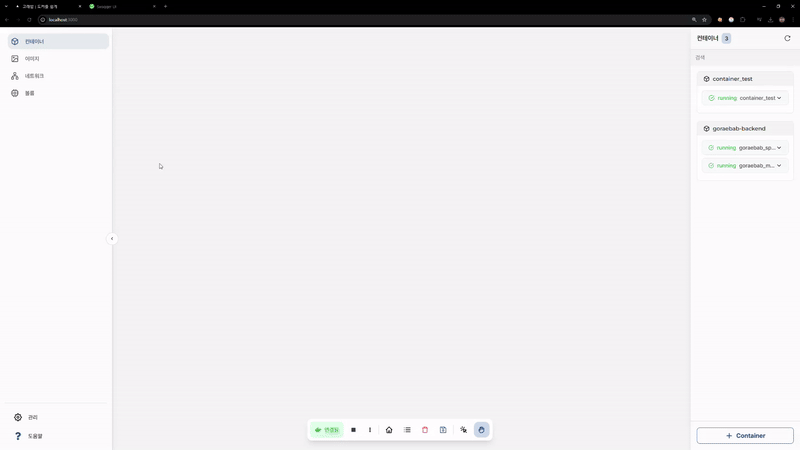 고래밥 | 도커를 쉽게
Swagger UI
localhost:3000
컨테이너
이미지
네트워크
볼륨
관리
도움말
연결됨
컨테이너 3
검색
container_test
running container_test
goraebab-backend
running goraebab_sp...
running goraebab_m...
+ Container